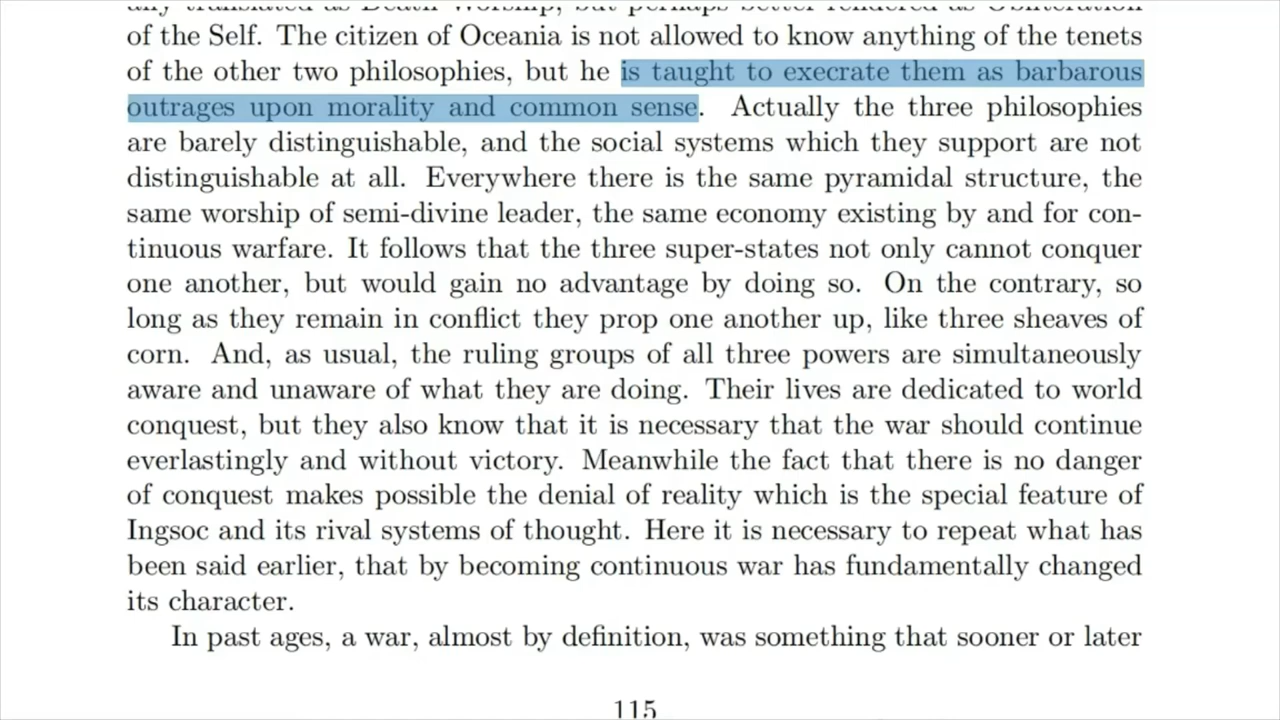 of the Self. The citizen of Oceania is not allowed to know anything of the tenets
of the other two philosophies, but he is taught to execrate them as barbarous
outrages upon morality and common sense. Actually the three philosophies
are barely distinguishable, and the social systems which they support are not
distinguishable at all. Everywhere there is the same pyramidal structure, the
same worship of semi-divine leader, the same economy existing by and for con-
tinuous warfare. It follows that the three super-states not only cannot conquer
one another, but would gain no advantage by doing so. On the contrary, so
long as they remain in conflict they prop one another up, like three sheaves of
corn. And, as usual, the ruling groups of all three powers are simultaneously
aware and unaware of what they are doing. Their lives are dedicated to world
conquest, but they also know that it is necessary that the war should continue
everlastingly and without victory. Meanwhile the fact that there is no danger
of conquest makes possible the denial of reality which is the special feature of
Ingsoc and its rival systems of thought. Here it is necessary to repeat what has
been said earlier, that by becoming continuous war has fundamentally changed
its character.
In past ages, a war, almost by definition, was something that sooner or later
115